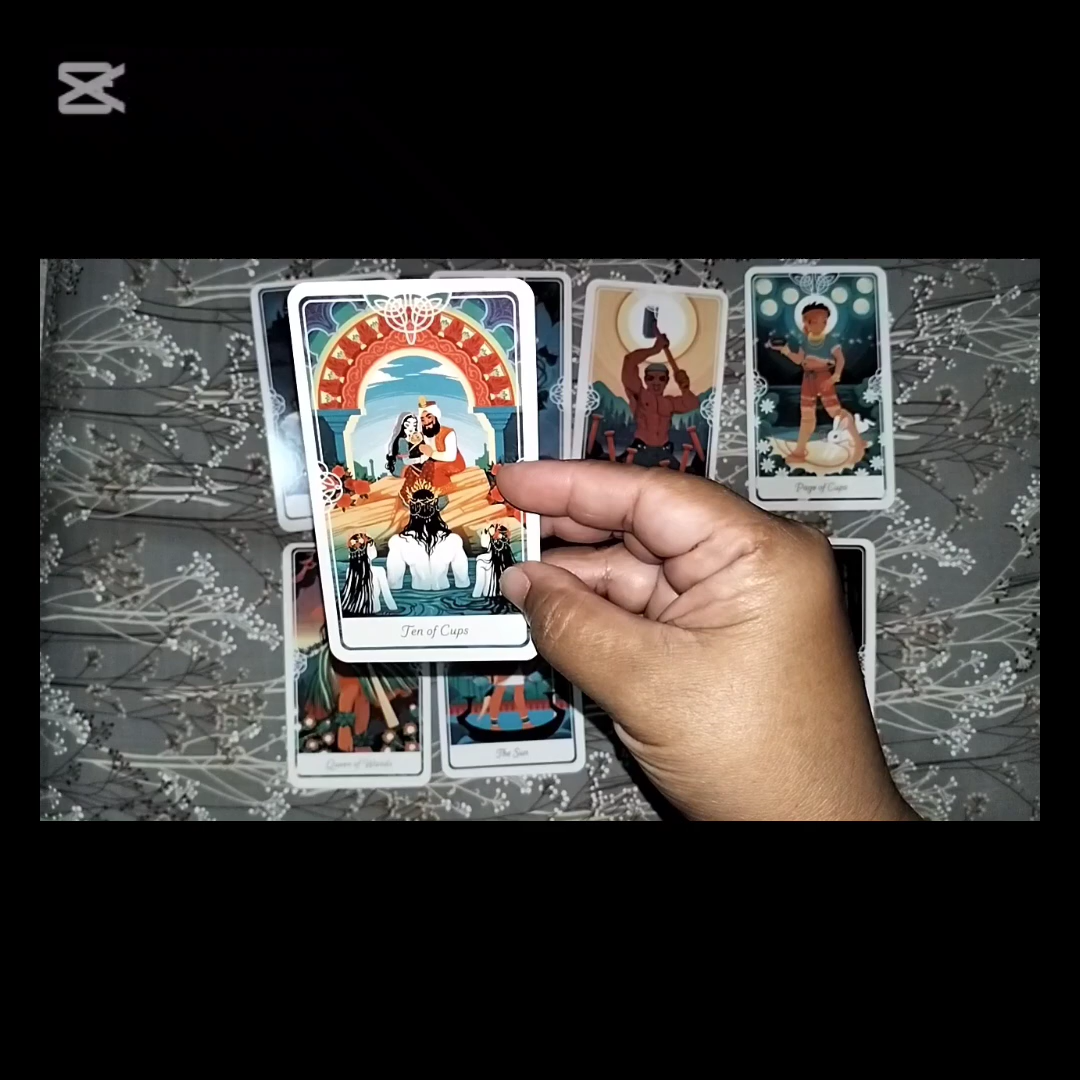 Page of Cups
Ten of Cups
Queen of Wands
The Sun